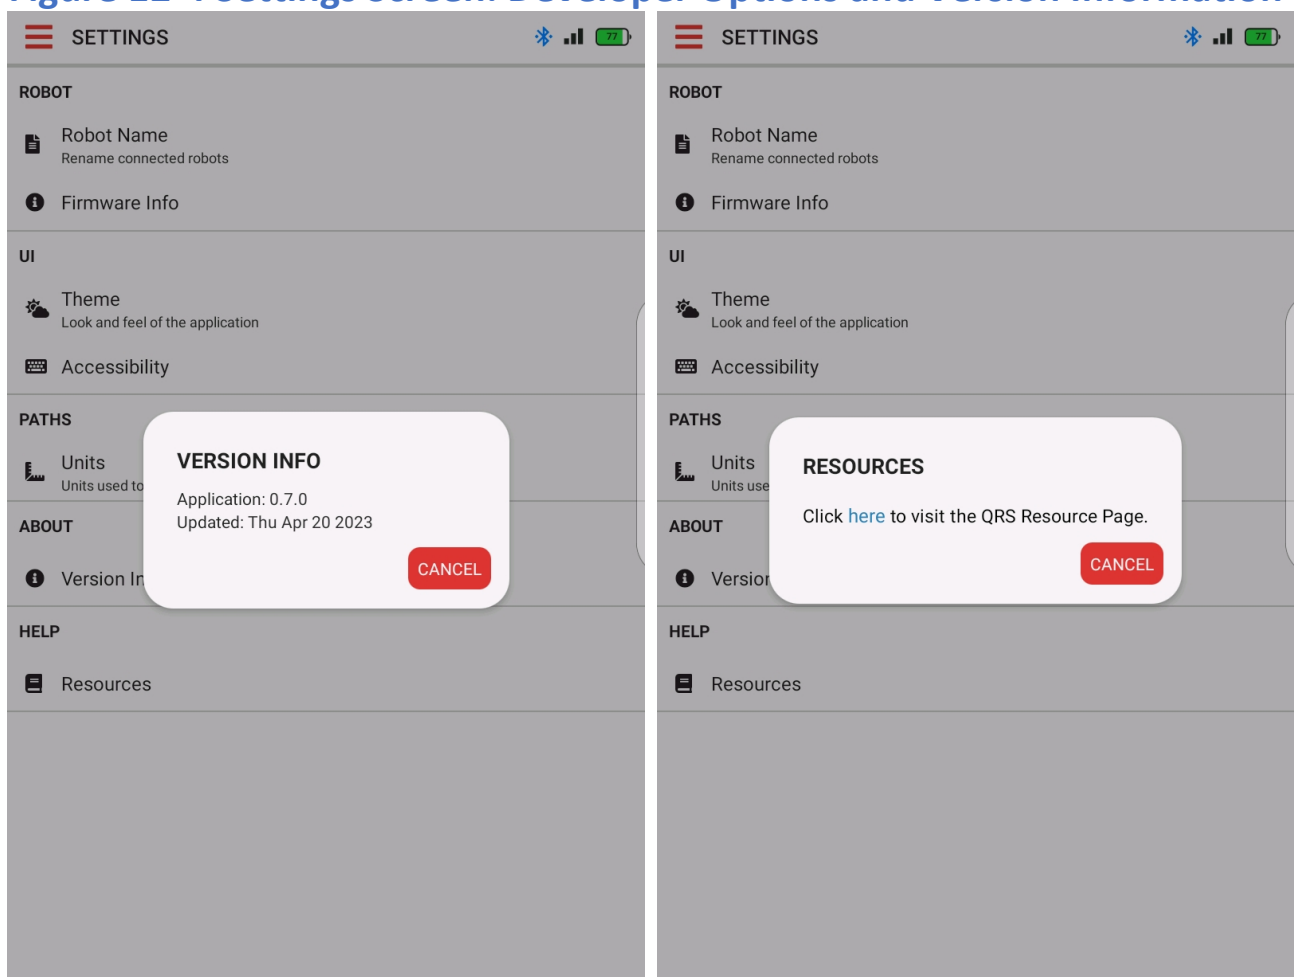 SETTINGS
77
ROBOT
Robot Name
Rename connected robots
Firmware Info
UI
Theme
Look and feel of the application
Accessibility
PATHS
Units
Units used to
ABOUT
Version In
HELP
Resources
VERSION INFO
Application: 0.7.0
Updated: Thu Apr 20 2023
CANCEL
SETTINGS
77
ROBOT
Robot Name
Rename connected robots
Firmware Info
UI
Theme
Look and feel of the application
Accessibility
PATHS
Units
Units use
ABOUT
Version
HELP
Resources
RESOURCES
Click here to visit the QRS Resource Page.
CANCEL